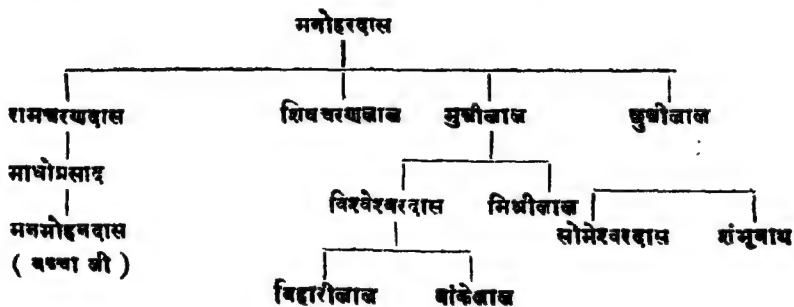 मनोहरदास
रामचरणदास शिवचरणलाल मुन्नीलाल छुन्नीलाल
माधोप्रसाद
विश्वेश्वरदास मिश्रीलाल
मनमोहनदास सोमेश्वरदास शंभूनाथ
( बच्चा जी )
बिहारीलाल बांकेलाल